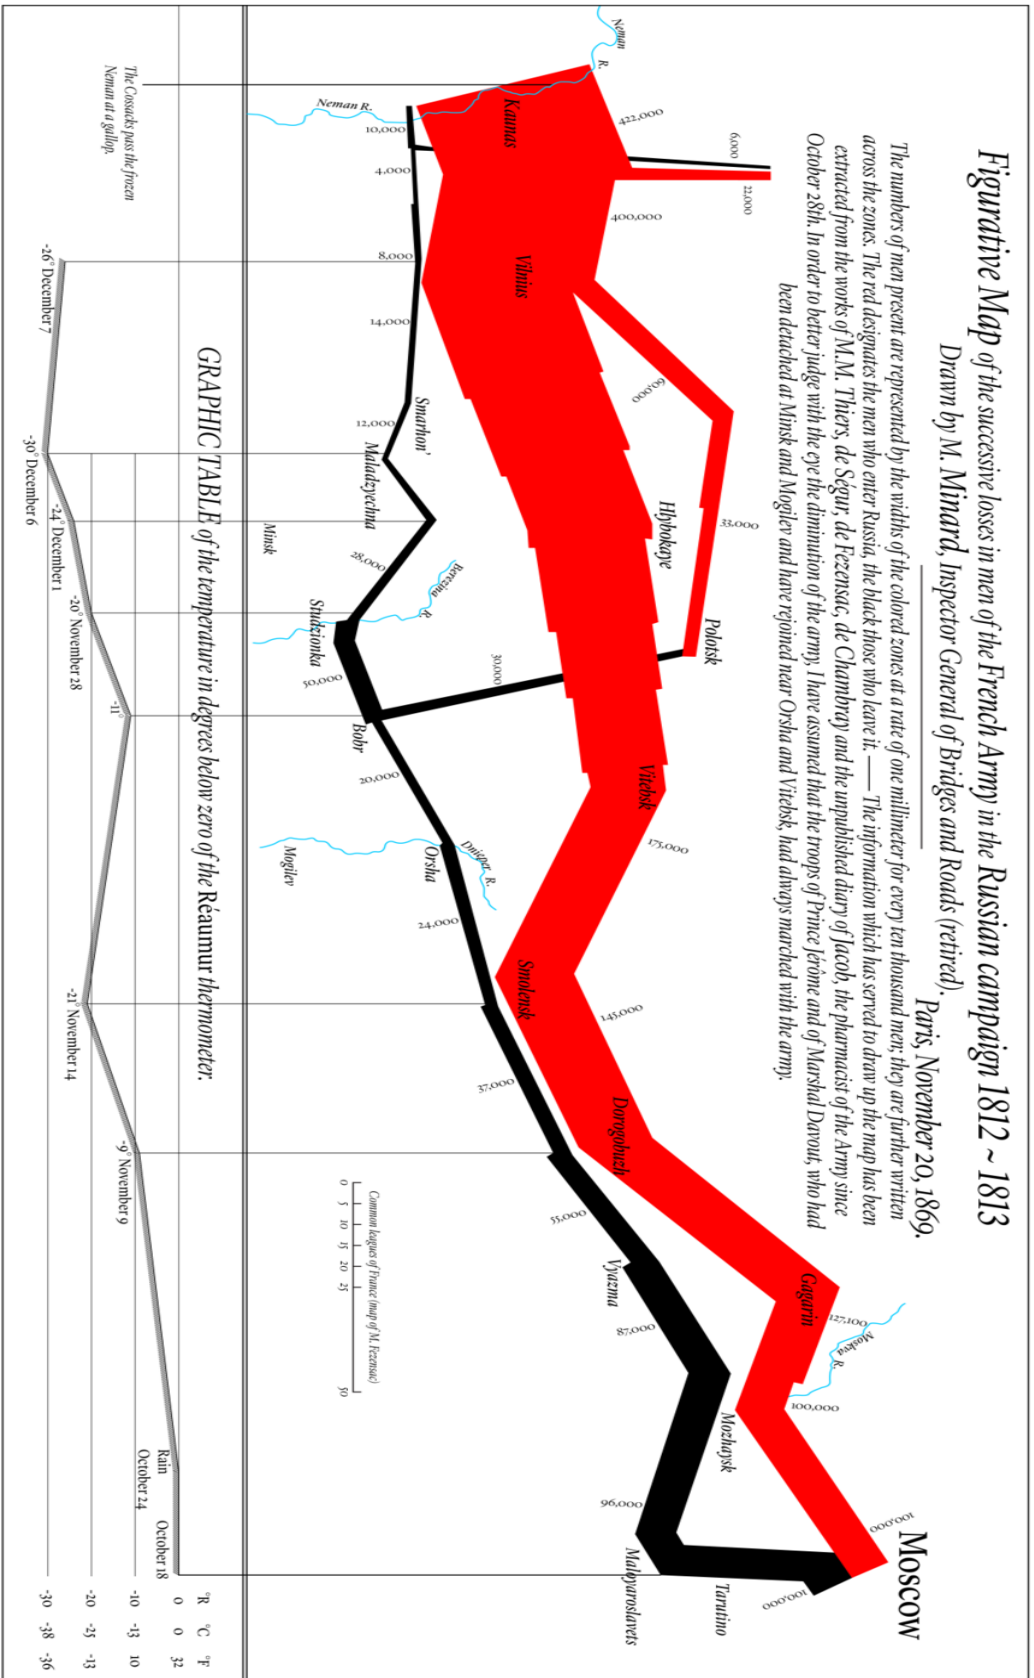 Figurative Map of the successive losses in men of the French Army in the Russian campaign 1812 ~ 1813
Drawn by M. Minard, Inspector General of Bridges and Roads (retired).
Paris, November 20, 1869.
The numbers of men present are represented by the widths of the colored zones at a rate of one millimeter for every ten thousand men; they are further written
across the zones. The red designates the men who enter Russia, the black those who leave it. —— The information which has served to draw up the map has been
extracted from the works of M.M. Thiers, de Ségur, de Fezensac, de Chambray and the unpublished diary of Jacob, the pharmacist of the Army since
October 28th. In order to better judge with the eye the diminution of the army, I have assumed that the troops of Prince Jérôme and of Marshal Davout, who had
been detached at Minsk and Mogilev and have rejoined near Orsha and Vitebsk, had always marched with the army.
Neman
R.
422,000
6,000
22,000
400,000
Kaunas
Vilnius
60,000
33,000
Hlybokaye
Polotsk
Vitebsk
175,000
Smolensk
145,000
Dorogobuzh
Gagarin
127,100
Moskva
R.
100,000
Mozhaysk
100,000
Moscow
100,000
Tarutino
Maloyaroslavets
96,000
87,000
Vyazma
55,000
37,000
24,000
Dnieper R.
Orsha
Mogilev
20,000
Bobr
30,000
50,000
Studzionka
Berezina
R.
28,000
Minsk
Maladzyechna
12,000
Smarhon'
14,000
8,000
4,000
10,000
Neman R.
Common leagues of France (map of M. Fezensac)
0 5 10 15 20 25 50
GRAPHIC TABLE of the temperature in degrees below zero of the Réaumur thermometer.
The Cossacks pass the frozen
Neman at a gallop.
-26° December 7
-30° December 6
-24° December 1
-20° November 28
-11°
-21° November 14
-9° November 9
Rain
October 24
October 18
°R °C °F
0 0 32
-10 -13 10
-20 -25 -13
-30 -38 -36